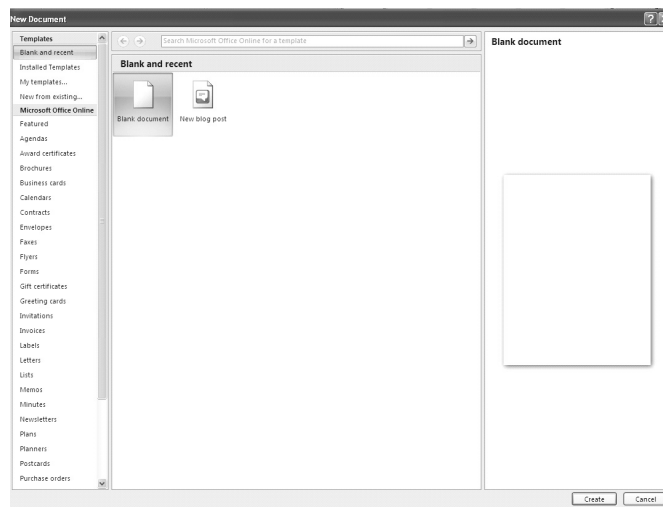 New Document
Templates
Blank and recent
Installed Templates
My templates...
New from existing...
Microsoft Office Online
Featured
Agendas
Award certificates
Brochures
Business cards
Calendars
Contracts
Envelopes
Faxes
Flyers
Forms
Gift certificates
Greeting cards
Invitations
Invoices
Labels
Letters
Lists
Memos
Minutes
Newsletters
Plans
Planners
Postcards
Purchase orders
Search Microsoft Office Online for a template
Blank and recent
Blank document
New blog post
Blank document
Create
Cancel